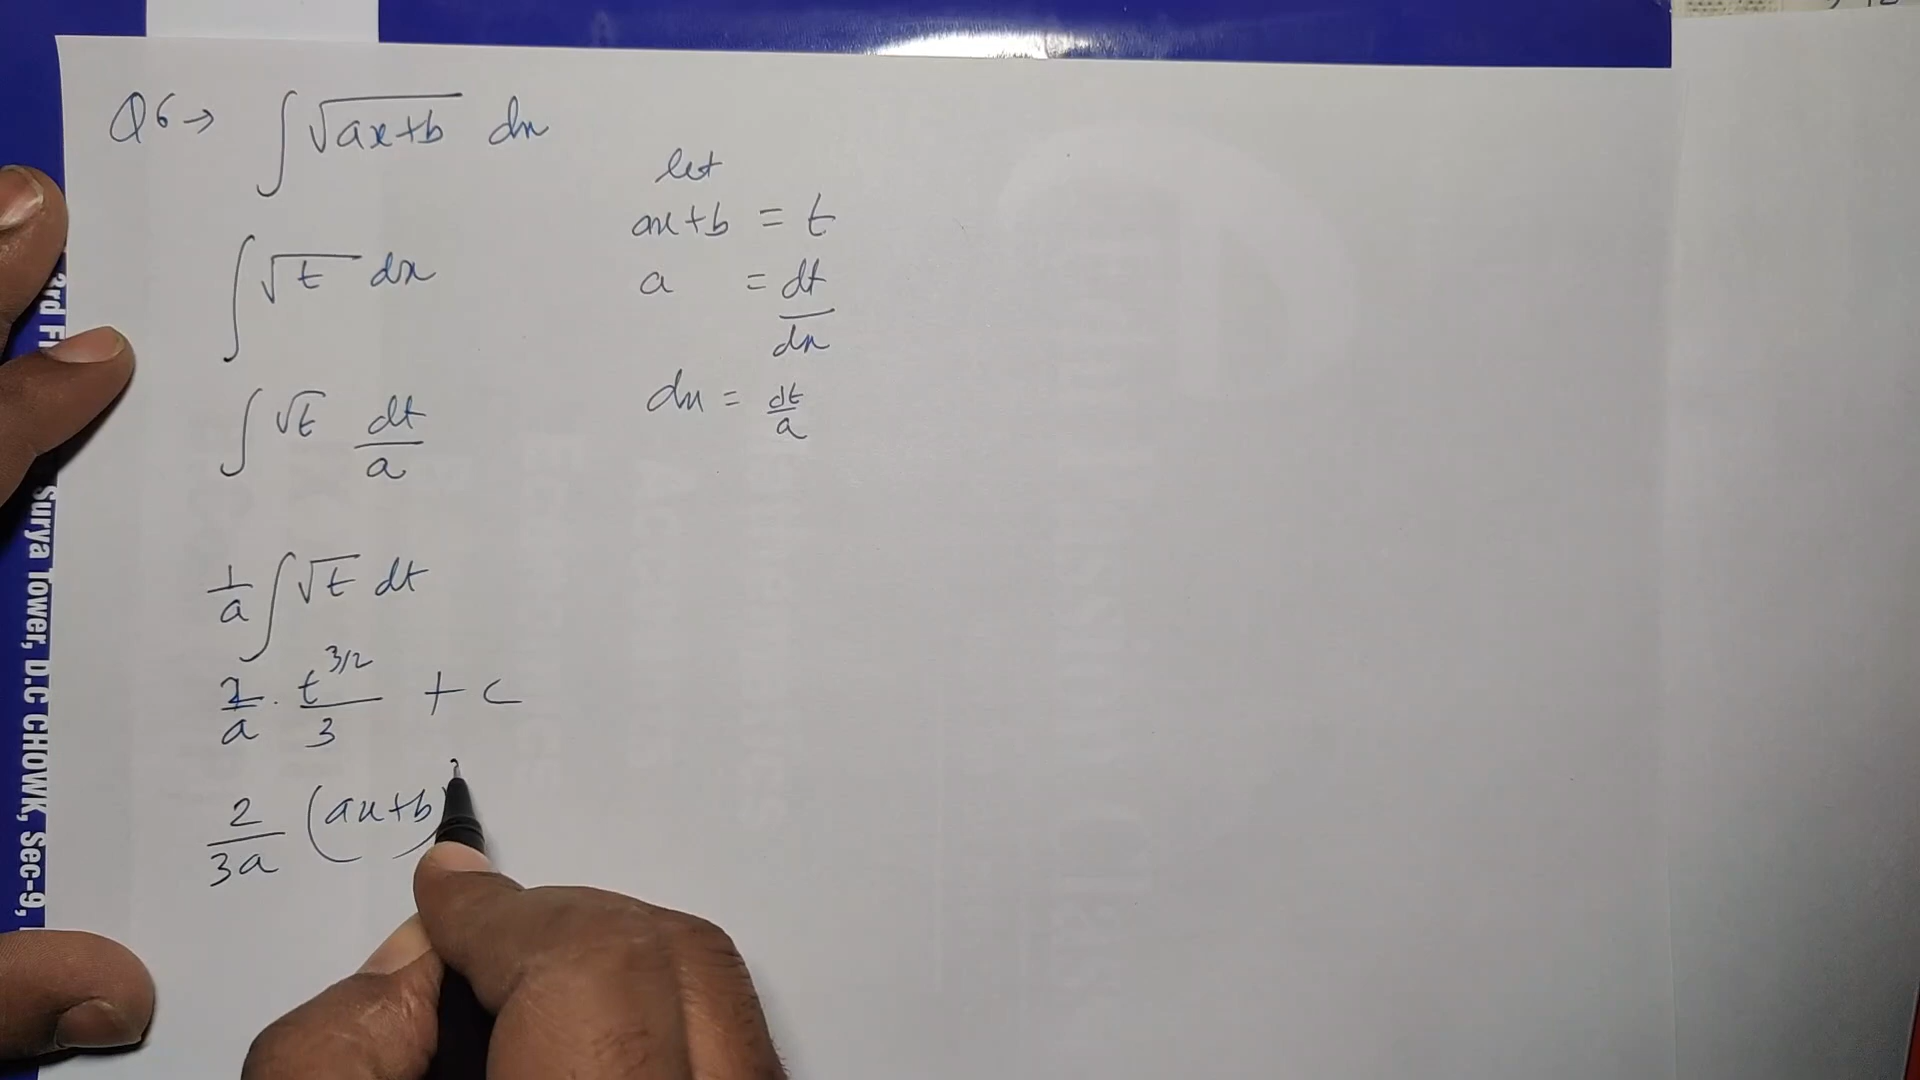 Q6→ ∫√ax+b dx
let
ax+b = t
a = dt/dx
dx = dt/a
∫√t dx
∫√t dt/a
1/a ∫√t dt
2/a · t^3/2 / 3 + c
2/3a (ax+b)
Surya Tower, D.C CHOWK, Sec-9,